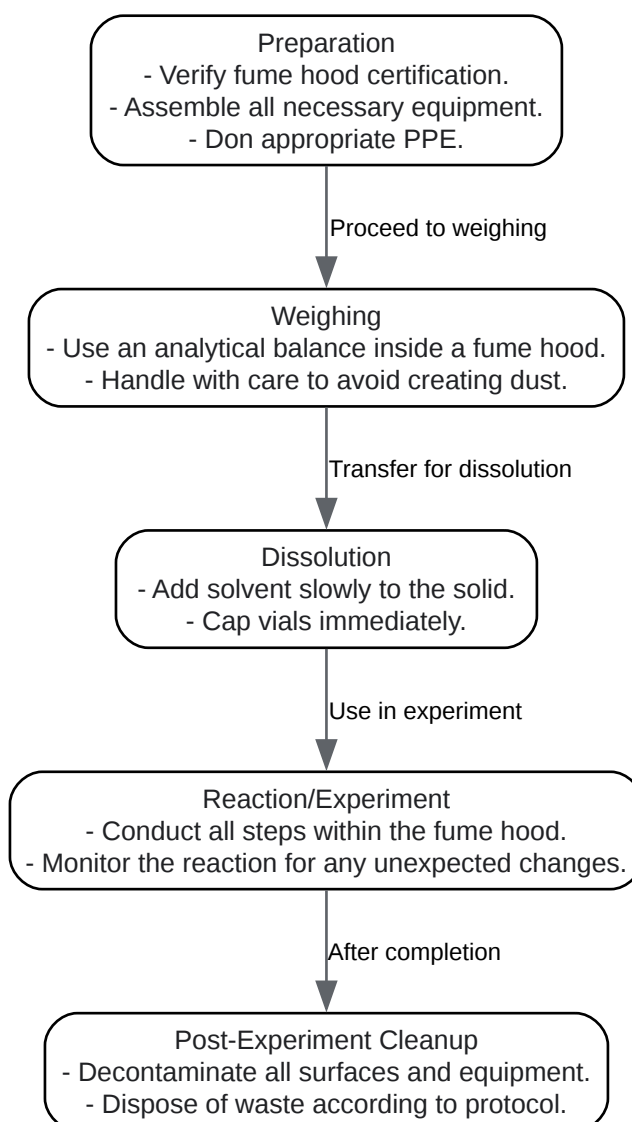 Preparation
- Verify fume hood certification.
- Assemble all necessary equipment.
- Don appropriate PPE.
Proceed to weighing
Weighing
- Use an analytical balance inside a fume hood.
- Handle with care to avoid creating dust.
Transfer for dissolution
Dissolution
- Add solvent slowly to the solid.
- Cap vials immediately.
Use in experiment
Reaction/Experiment
- Conduct all steps within the fume hood.
- Monitor the reaction for any unexpected changes.
After completion
Post-Experiment Cleanup
- Decontaminate all surfaces and equipment.
- Dispose of waste according to protocol.